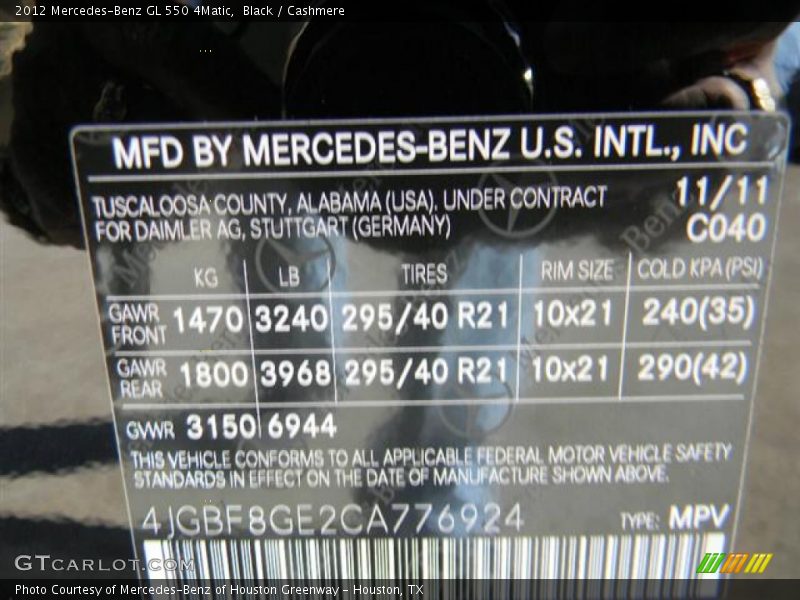 2012 Mercedes-Benz GL 550 4Matic,  Black / Cashmere
MFD BY MERCEDES-BENZ U.S. INTL., INC
TUSCALOOSA COUNTY, ALABAMA (USA), UNDER CONTRACT 11/11
FOR DAIMLER AG, STUTTGART (GERMANY) C040
KG LB TIRES RIM SIZE COLD KPA (PSI)
GAWR FRONT 1470 3240 295/40 R21 10x21 240(35)
GAWR REAR 1800 3968 295/40 R21 10x21 290(42)
GVWR 3150 6944
THIS VEHICLE CONFORMS TO ALL APPLICABLE FEDERAL MOTOR VEHICLE SAFETY
STANDARDS IN EFFECT ON THE DATE OF MANUFACTURE SHOWN ABOVE.
4JGBF8GE2CA776924 TYPE: MPV
GTCARLOT.COM
Photo Courtesy of Mercedes-Benz of Houston Greenway - Houston, TX